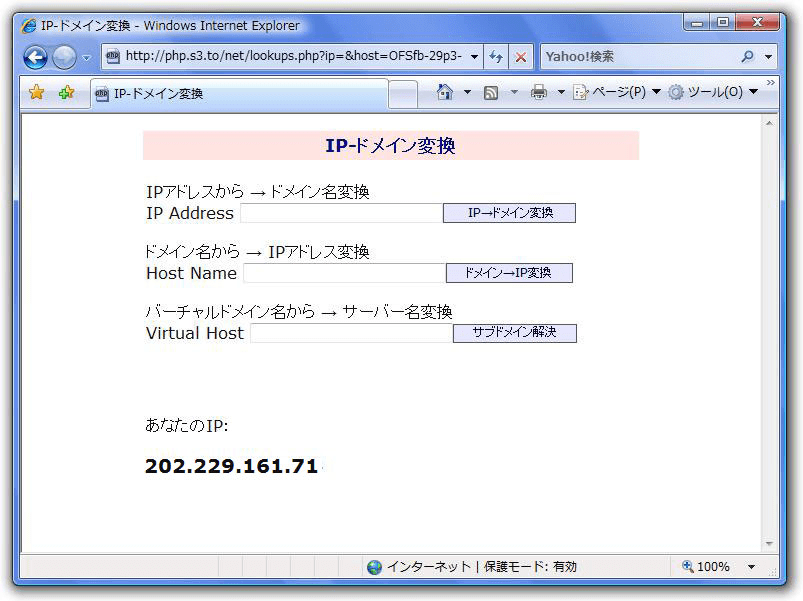 IP-ドメイン変換 - Windows Internet Explorer
http://php.s3.to/net/lookups.php?ip=&host=OFSfb-29p3-
Yahoo!検索
IP-ドメイン変換
ページ(P)
ツール(O)
IP-ドメイン変換
IPアドレスから → ドメイン名変換
IP Address
IP→ドメイン変換
ドメイン名から → IPアドレス変換
Host Name
ドメイン→IP変換
バーチャルドメイン名から → サーバー名変換
Virtual Host
サブドメイン解決
あなたのIP:
202.229.161.71
インターネット | 保護モード: 有効
100%